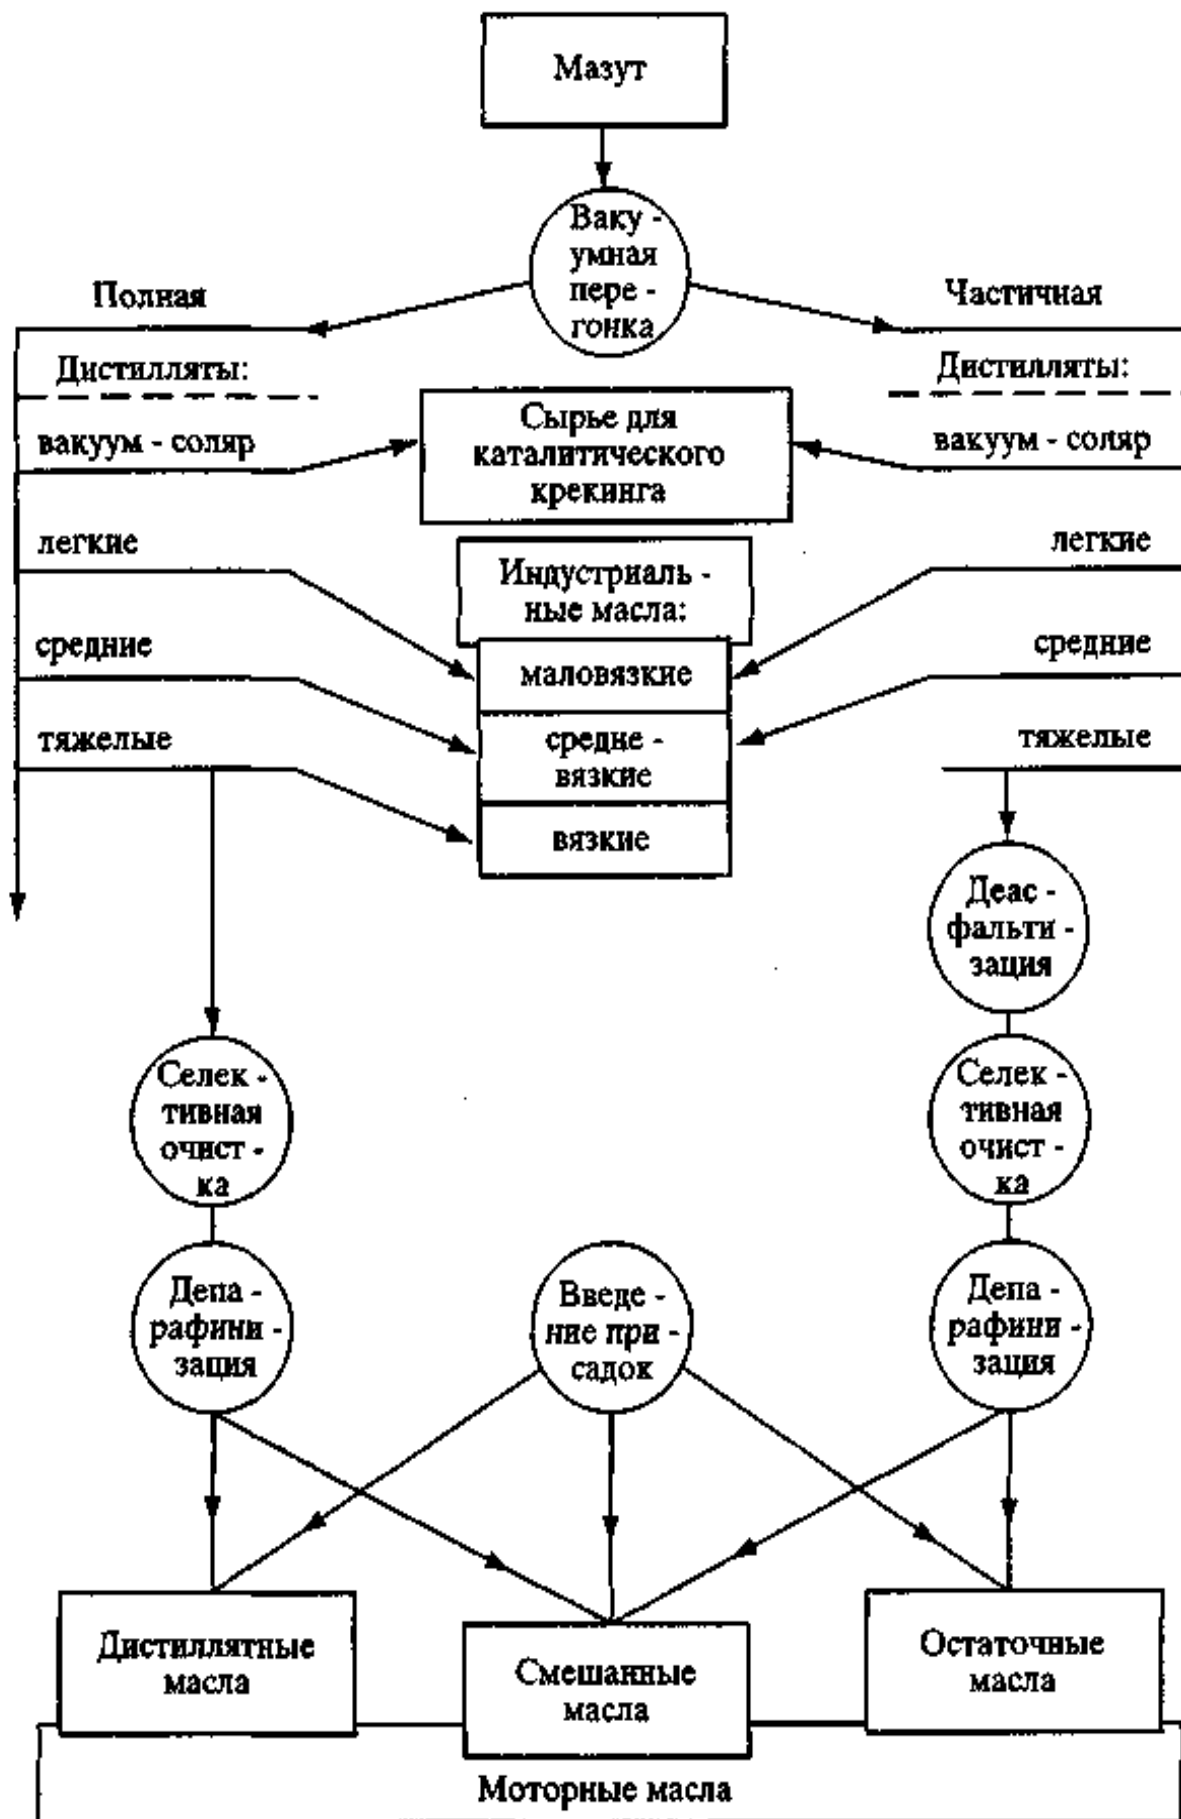 Мазут
Ваку -
умная
пере -
гонка
Полная
Частичная
Дистилляты:
Дистилляты:
вакуум - соляр
Сырье для
каталитического
крекинга
вакуум - соляр
легкие
легкие
Индустриаль -
ные масла:
средние
средние
маловязкие
тяжелые
средне -
вязкие
тяжелые
вязкие
Деас -
фальти -
зация
Селек -
тивная
очист -
ка
Селек -
тивная
очист -
ка
Депа -
рафини -
зация
Введе -
ние при -
садок
Депа -
рафини -
зация
Дистиллятные
масла
Смешанные
масла
Остаточные
масла
Моторные масла